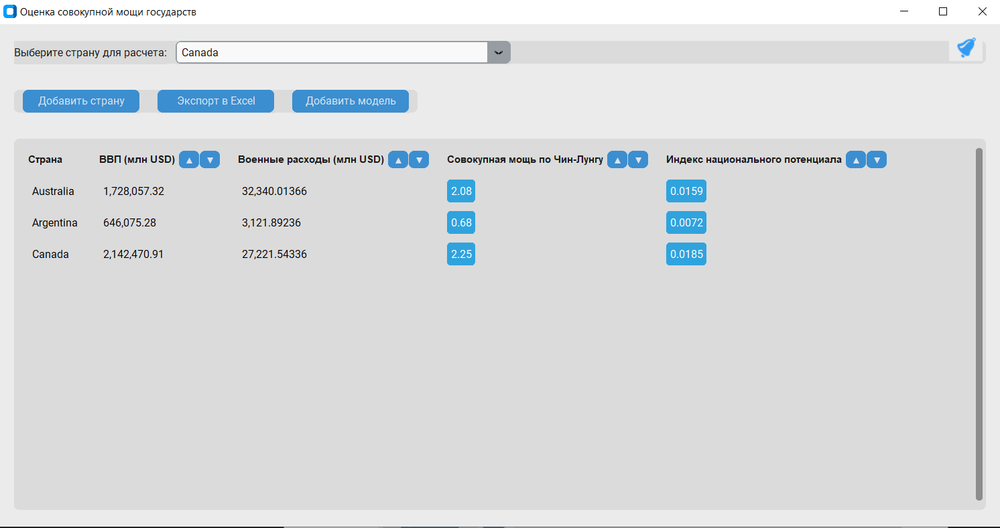 Оценка совокупной мощи государств
Выберите страну для расчета: Canada
Добавить страну Экспорт в Excel Добавить модель
Страна ВВП (млн USD) ▲ ▼ Военные расходы (млн USD) ▲ ▼ Совокупная мощь по Чин-Лунгу ▲ ▼ Индекс национального потенциала ▲ ▼
Australia 1,728,057.32 32,340.01366 2.08 0.0159
Argentina 646,075.28 3,121.89236 0.68 0.0072
Canada 2,142,470.91 27,221.54336 2.25 0.0185